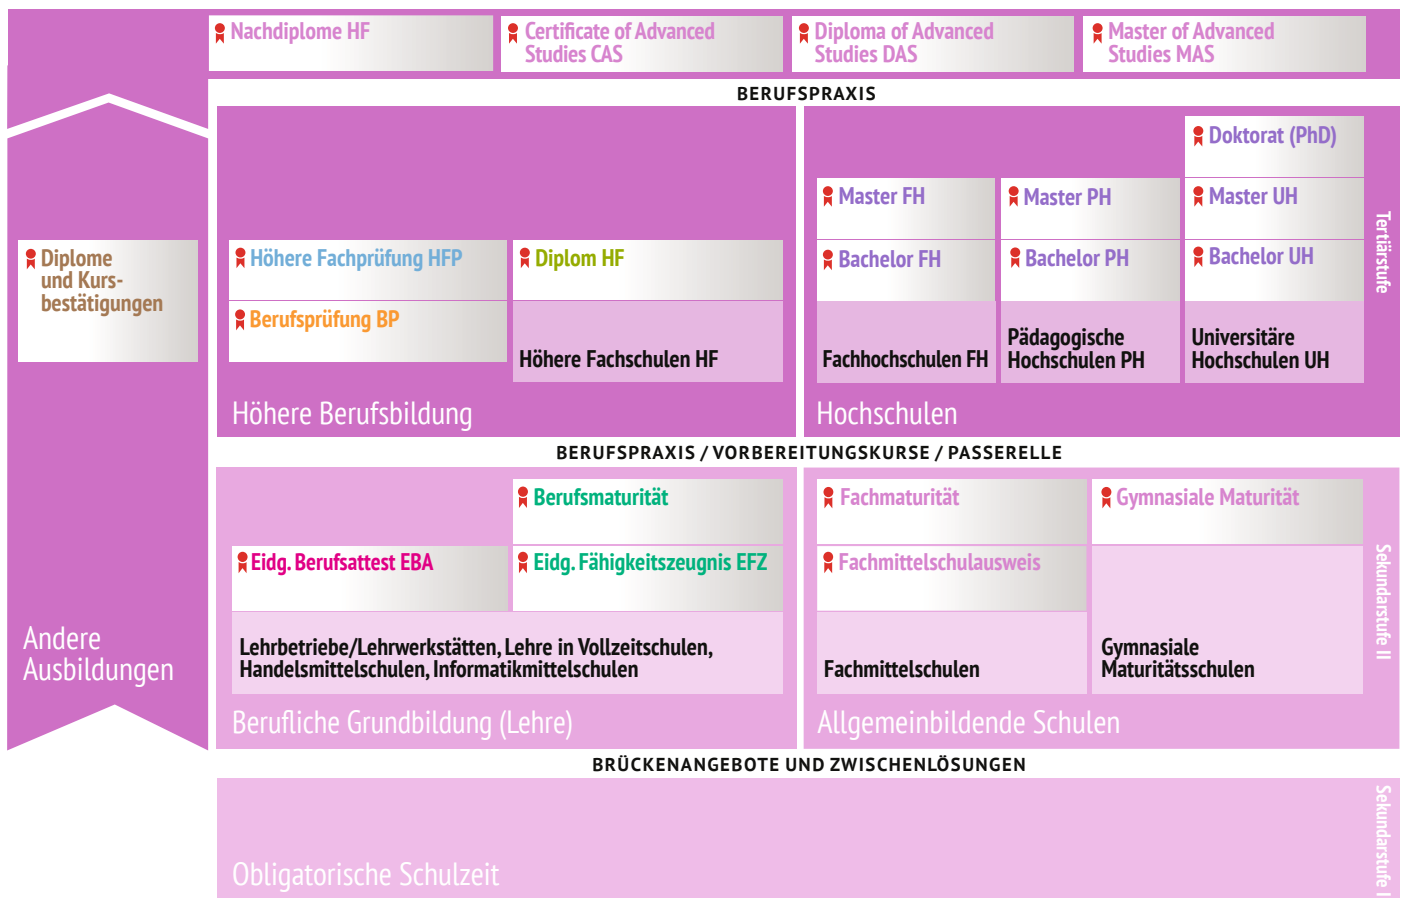 Nachdiplome HF
Certificate of Advanced
Studies CAS
Diploma of Advanced
Studies DAS
Master of Advanced
Studies MAS
BERUFSPRAXIS
Doktorat (PhD)
Master FH
Master PH
Master UH
Bachelor FH
Bachelor PH
Bachelor UH
Fachhochschulen FH
Pädagogische
Hochschulen PH
Universitäre
Hochschulen UH
Hochschulen
Tertiärstufe
Höhere Fachprüfung HFP
Diplom HF
Berufsprüfung BP
Höhere Fachschulen HF
Höhere Berufsbildung
Diplome
und Kurs-
bestätigungen
Andere
Ausbildungen
BERUFSPRAXIS / VORBEREITUNGSKURSE / PASSERELLE
Berufsmaturität
Eidg. Berufsattest EBA
Eidg. Fähigkeitszeugnis EFZ
Lehrbetriebe/Lehrwerkstätten, Lehre in Vollzeitschulen,
Handelsmittelschulen, Informatikmittelschulen
Berufliche Grundbildung (Lehre)
Fachmaturität
Gymnasiale Maturität
Fachmittelschulausweis
Fachmittelschulen
Gymnasiale
Maturitätsschulen
Allgemeinbildende Schulen
Sekundarstufe II
BRÜCKENANGEBOTE UND ZWISCHENLÖSUNGEN
Obligatorische Schulzeit
Sekundarstufe I